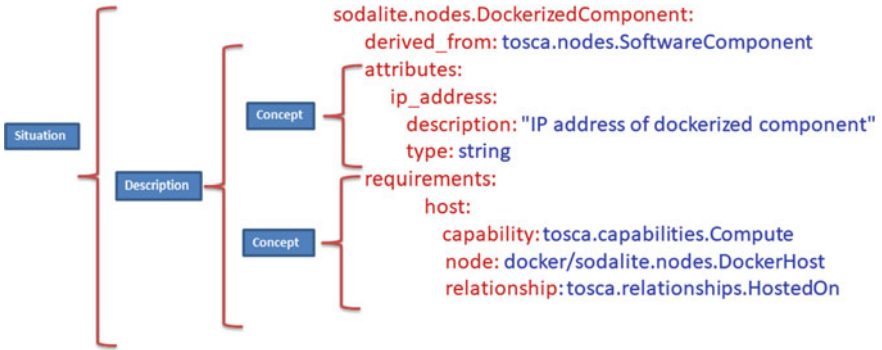 sodalite.nodes.DockerizedComponent:
derived_from: tosca.nodes.SoftwareComponent
attributes:
ip_address:
Concept
description: "IP address of dockerized component"
Situation
type: string
Description
requirements:
host:
Concept
capability: tosca.capabilities.Compute
node: docker/sodalite.nodes.DockerHost
relationship: tosca.relationships.HostedOn